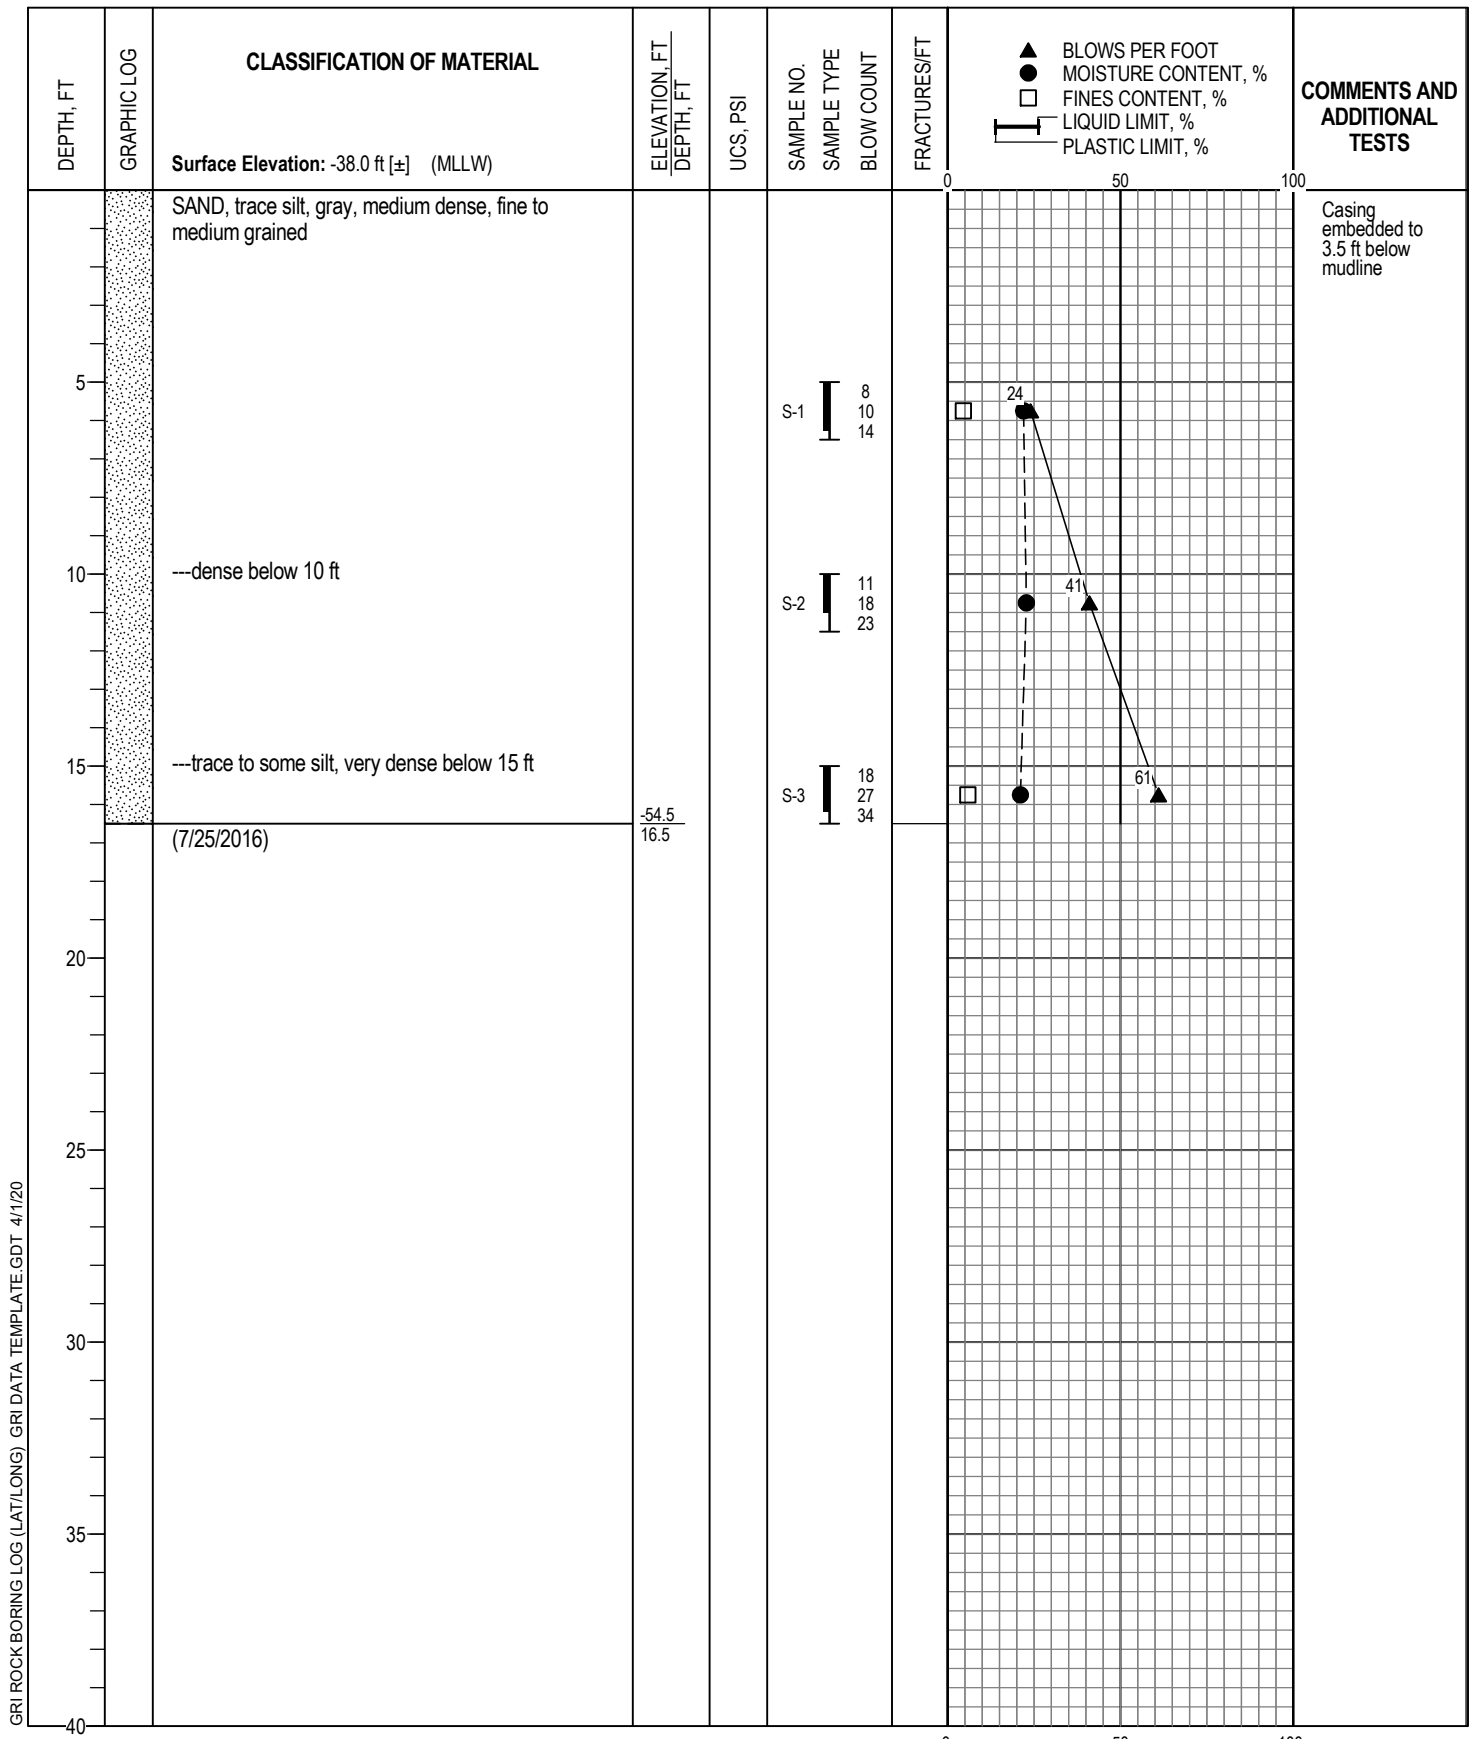 DEPTH, FT
GRAPHIC LOG
CLASSIFICATION OF MATERIAL
Surface Elevation: -38.0 ft [±] (MLLW)
ELEVATION, FT
DEPTH, FT
UCS, PSI
SAMPLE NO.
SAMPLE TYPE
BLOW COUNT
FRACTURES/FT
BLOWS PER FOOT
MOISTURE CONTENT, %
FINES CONTENT, %
LIQUID LIMIT, %
PLASTIC LIMIT, %
COMMENTS AND
ADDITIONAL
TESTS
0 50 100
SAND, trace silt, gray, medium dense, fine to
medium grained
Casing
embedded to
3.5 ft below
mudline
5
S-1
8
10
14
24
10
---dense below 10 ft
S-2
11
18
23
41
15
---trace to some silt, very dense below 15 ft
S-3
18
27
34
61
-54.5
16.5
(7/25/2016)
20
25
30
35
40
GRI ROCK BORING LOG (LAT/LONG) GRI DATA TEMPLATE.GDT 4/1/20